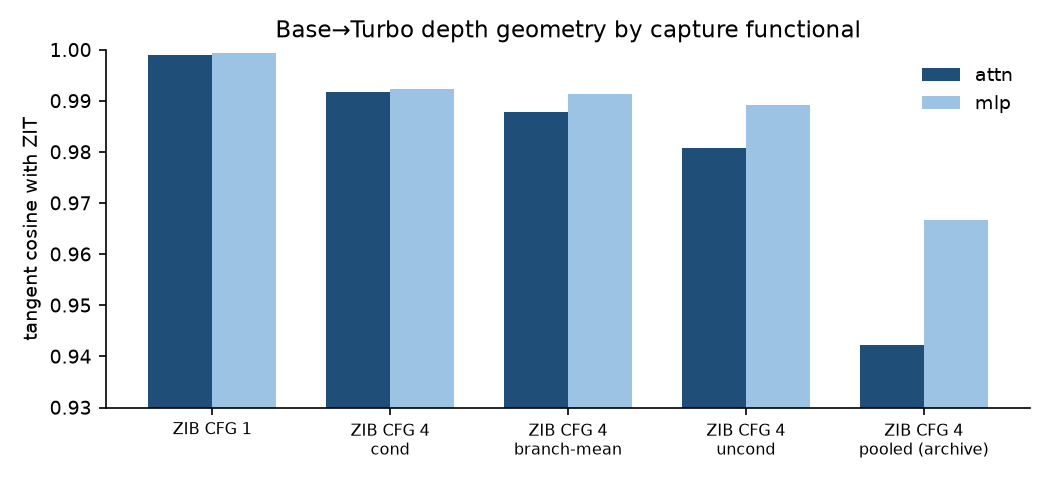 Base→Turbo depth geometry by capture functional
tangent cosine with ZIT
1.00
0.99
0.98
0.97
0.96
0.95
0.94
0.93
attn
mlp
ZIB CFG 1
ZIB CFG 4
cond
ZIB CFG 4
branch-mean
ZIB CFG 4
uncond
ZIB CFG 4
pooled (archive)